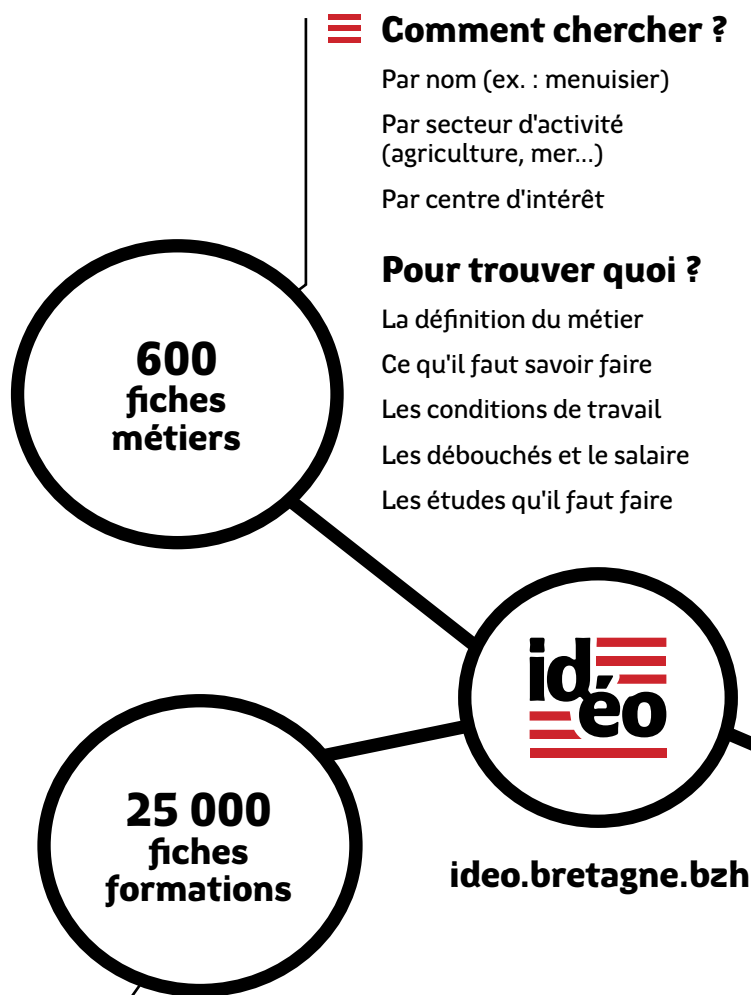 Comment chercher ?
Par nom (ex. : menuisier)
Par secteur d'activité
(agriculture, mer...)
Par centre d'intérêt
Pour trouver quoi ?
La définition du métier
Ce qu'il faut savoir faire
Les conditions de travail
Les débouchés et le salaire
Les études qu'il faut faire
600
fiches
métiers
idéo
25 000
fiches
formations
ideo.bretagne.bzh